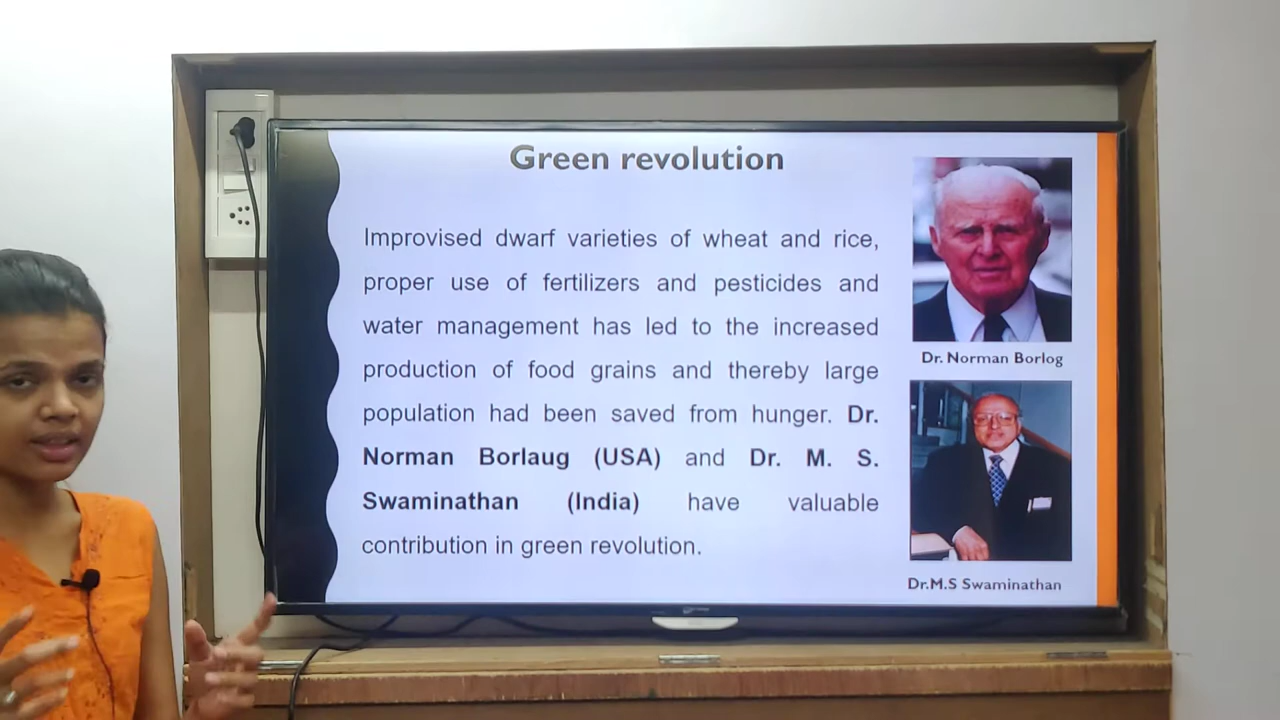 Green revolution
Improvised dwarf varieties of wheat and rice,
proper use of fertilizers and pesticides and
water management has led to the increased
production of food grains and thereby large
population had been saved from hunger. Dr.
Norman Borlaug (USA) and Dr. M. S.
Swaminathan (India) have valuable
contribution in green revolution.
Dr. Norman Borlog
Dr.M.S Swaminathan